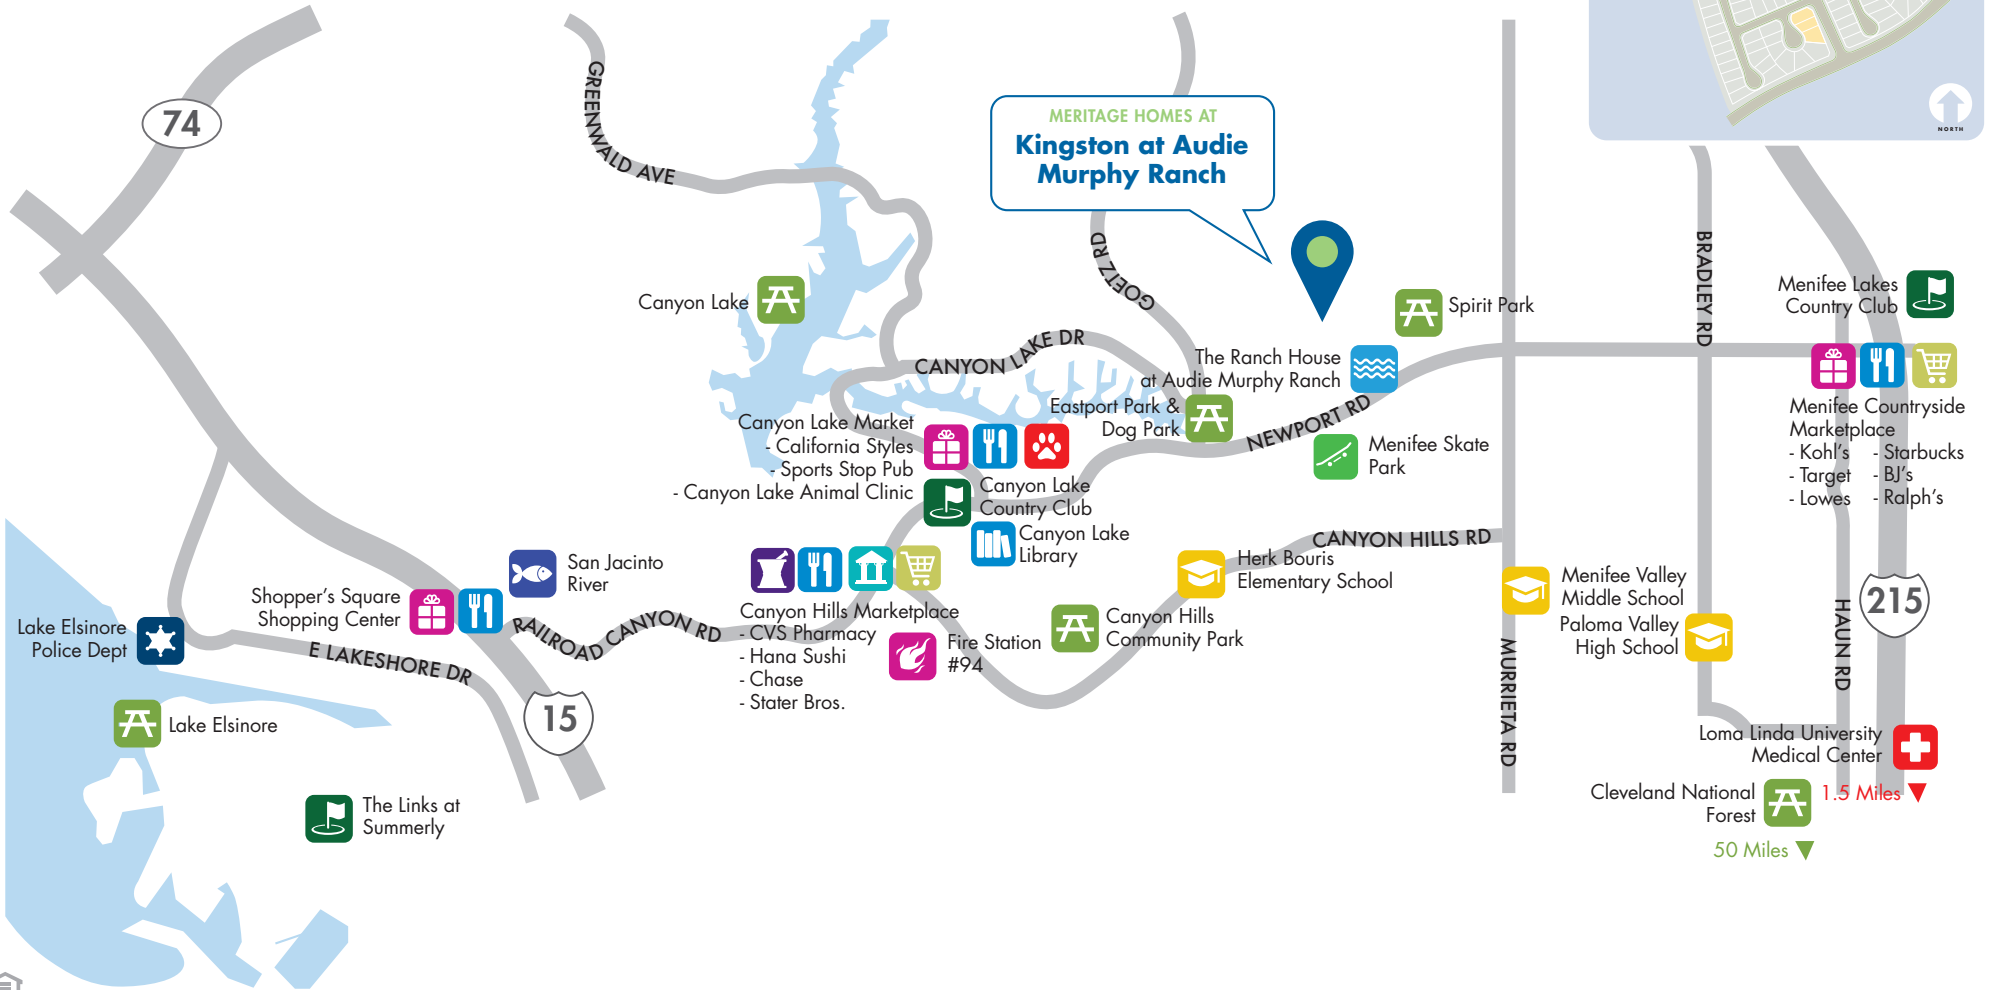 NORTH
74
GREENWALD AVE
MERITAGE HOMES AT
Kingston at Audie
Murphy Ranch
GOETZ RD
BRADLEY RD
Canyon Lake
Spirit Park
Menifee Lakes
Country Club
CANYON LAKE DR
The Ranch House
at Audie Murphy Ranch
Eastport Park &
Dog Park
NEWPORT RD
Menifee Skate
Park
Menifee Countryside
Marketplace
- Kohl's
- Starbucks
- Target
- BJ's
- Lowes
- Ralph's
Canyon Lake Market
- California Styles
- Sports Stop Pub
- Canyon Lake Animal Clinic
Canyon Lake
Country Club
Canyon Lake
Library
CANYON HILLS RD
Herk Bouris
Elementary School
San Jacinto
River
Shopper's Square
Shopping Center
Lake Elsinore
Police Dept
E LAKESHORE DR
RAILROAD CANYON RD
Canyon Hills Marketplace
- CVS Pharmacy
- Hana Sushi
- Chase
- Stater Bros.
Fire Station
#94
Canyon Hills
Community Park
Menifee Valley
Middle School
Paloma Valley
High School
MURRIETA RD
HAUN RD
215
15
Lake Elsinore
The Links at
Summerly
Loma Linda University
Medical Center
1.5 Miles
Cleveland National
Forest
50 Miles